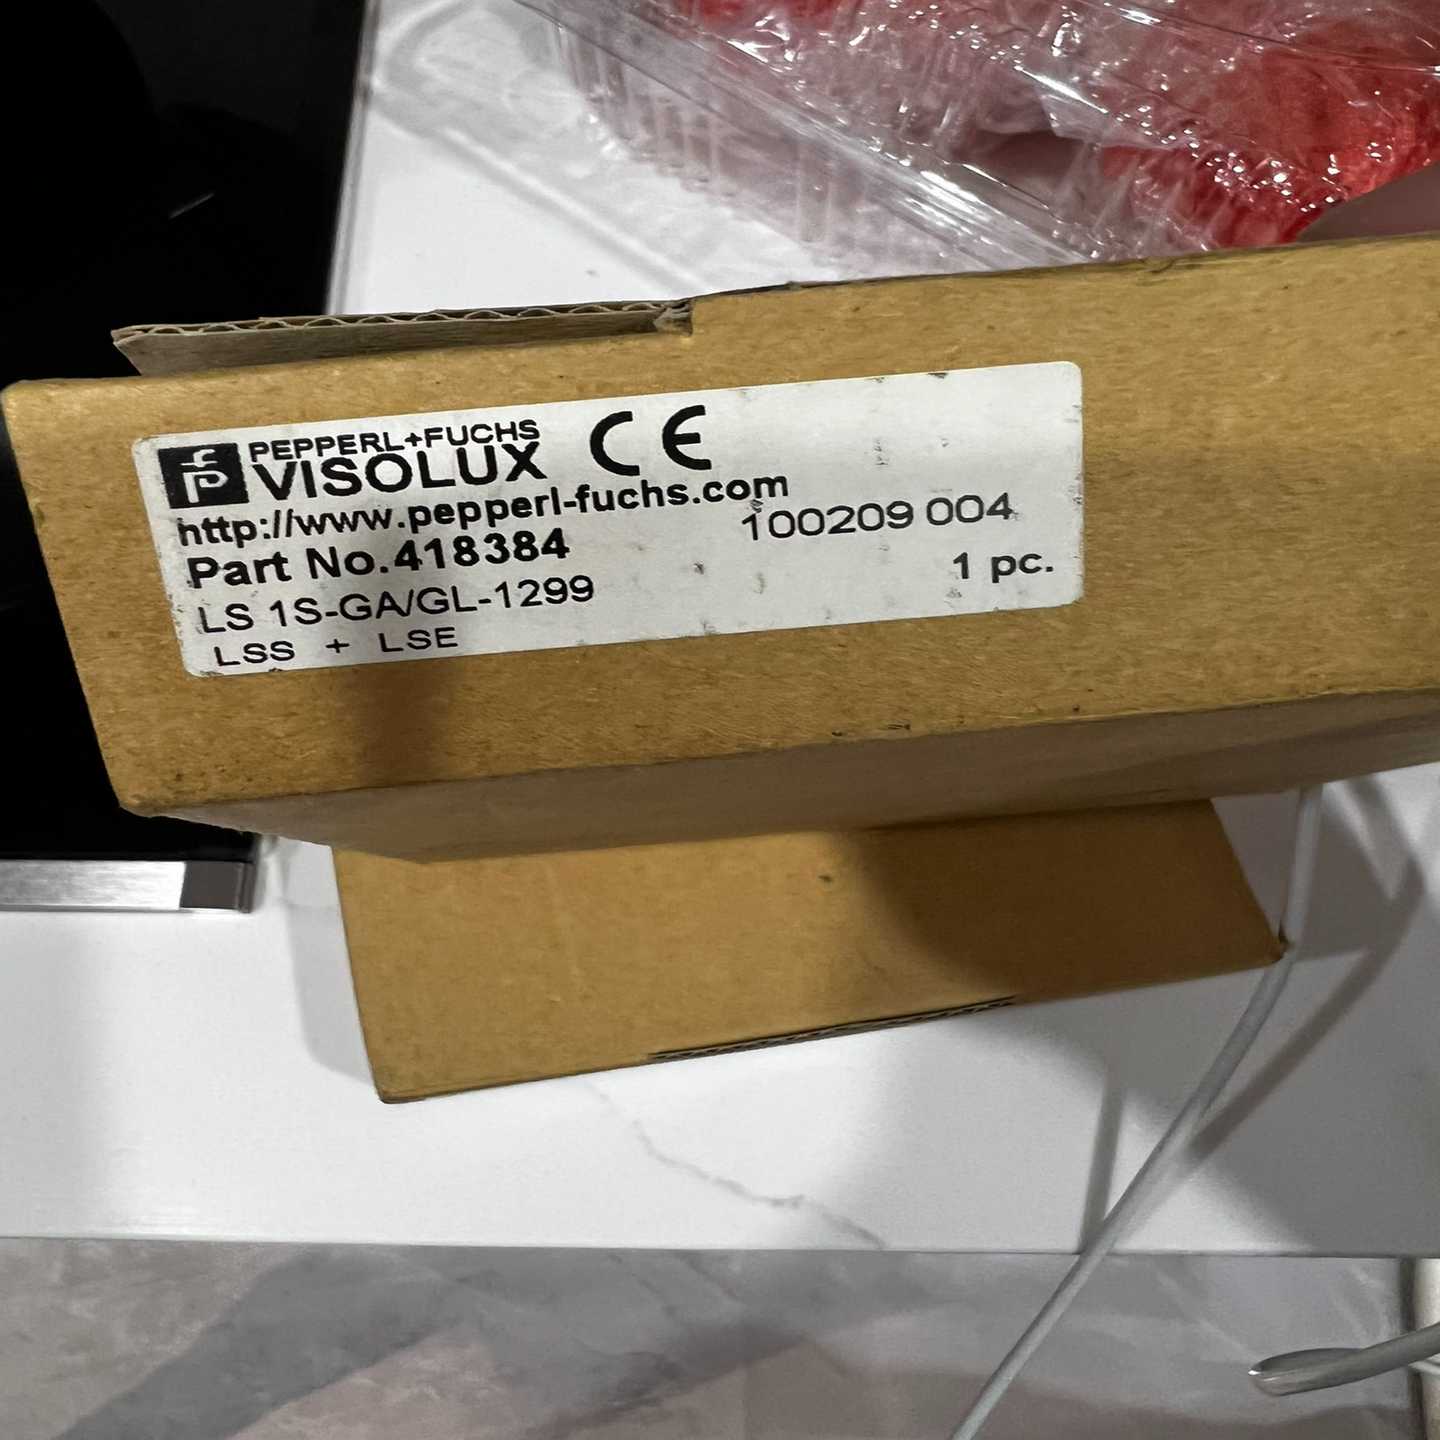 PEPPERL+FUCHS
VISOLUX CE
http://www.pepperl-fuchs.com
Part No.418384 100209 004
LS 1S-GA/GL-1299 1 pc.
LSS + LSE